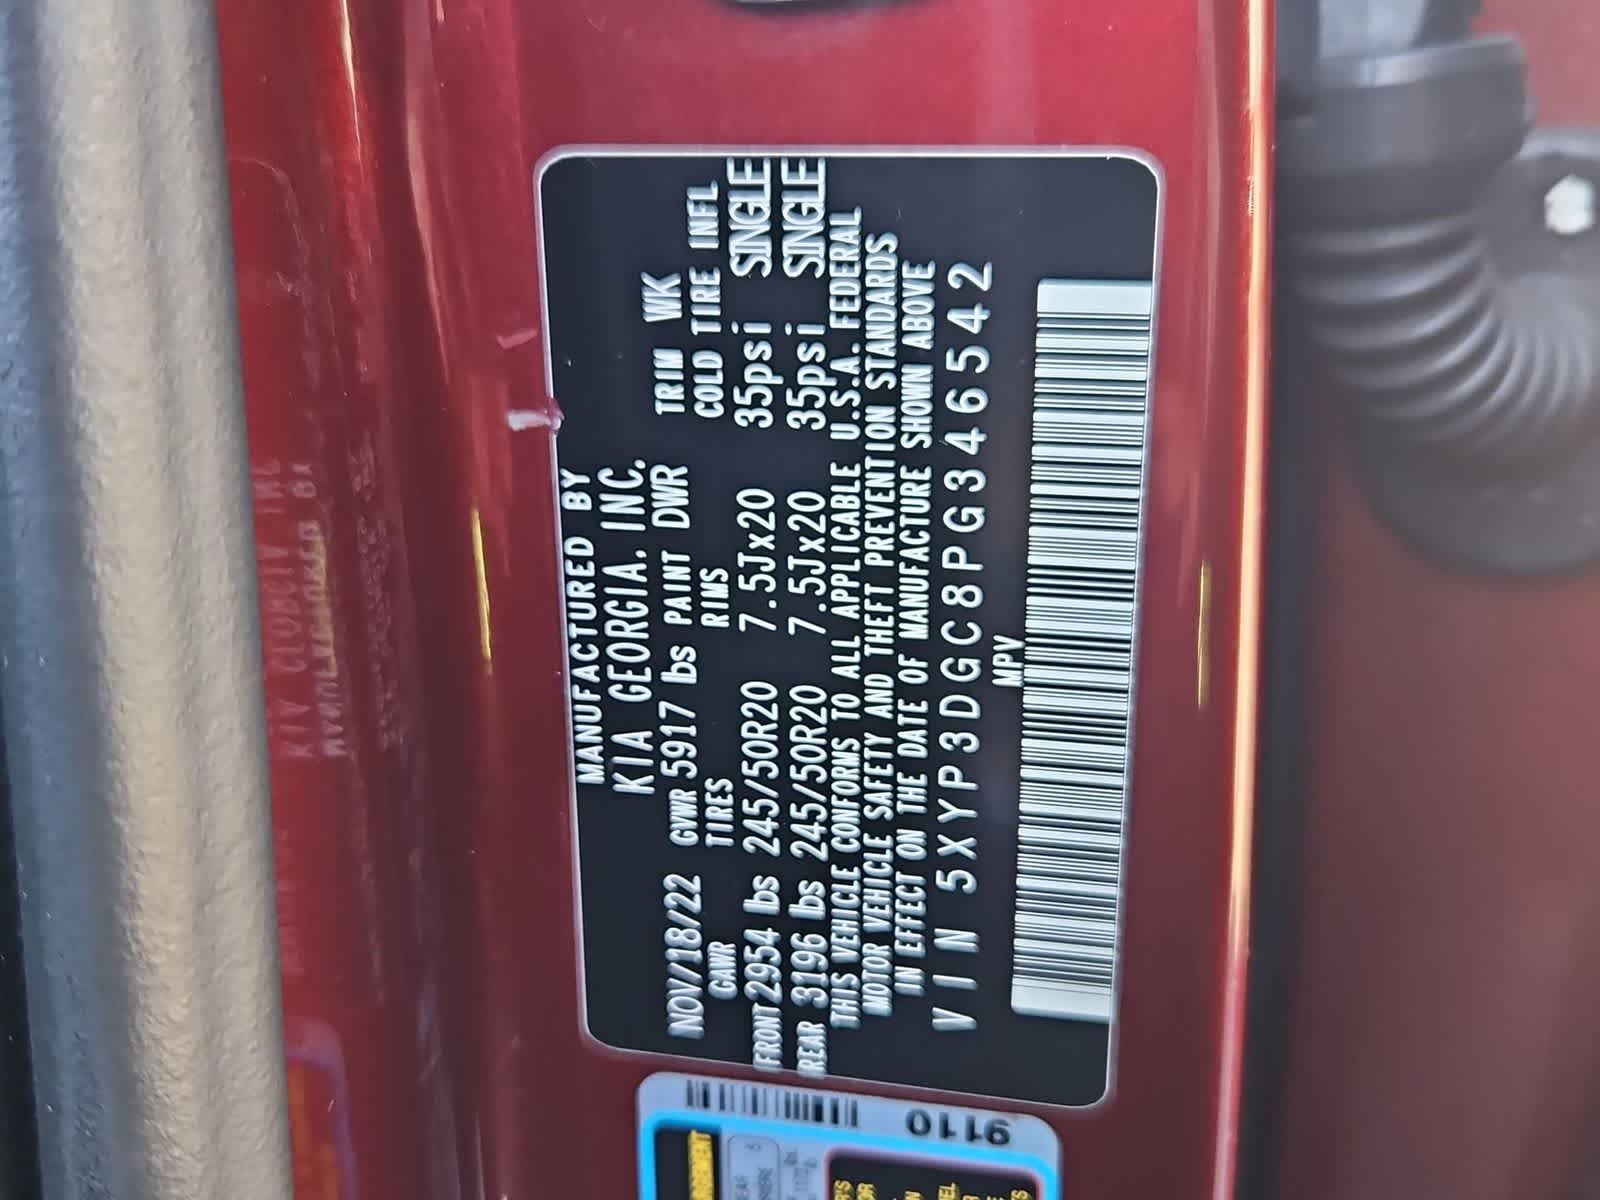 MANUFACTURED BY
KIA GEORGIA. INC.
NOV/18/22 GVWR 5917 lbs PAINT DWR TRIM WK
GAWR TIRES RIMS COLD TIRE INFL
FRONT 2954 lbs 245/50R20 7.5Jx20 35psi SINGLE
REAR 3196 lbs 245/50R20 7.5Jx20 35psi SINGLE
THIS VEHICLE CONFORMS TO ALL APPLICABLE U.S.A. FEDERAL
MOTOR VEHICLE SAFETY AND THEFT PREVENTION STANDARDS
IN EFFECT ON THE DATE OF MANUFACTURE SHOWN ABOVE
VIN 5XYP3DGC8PG346542
MPV
9110